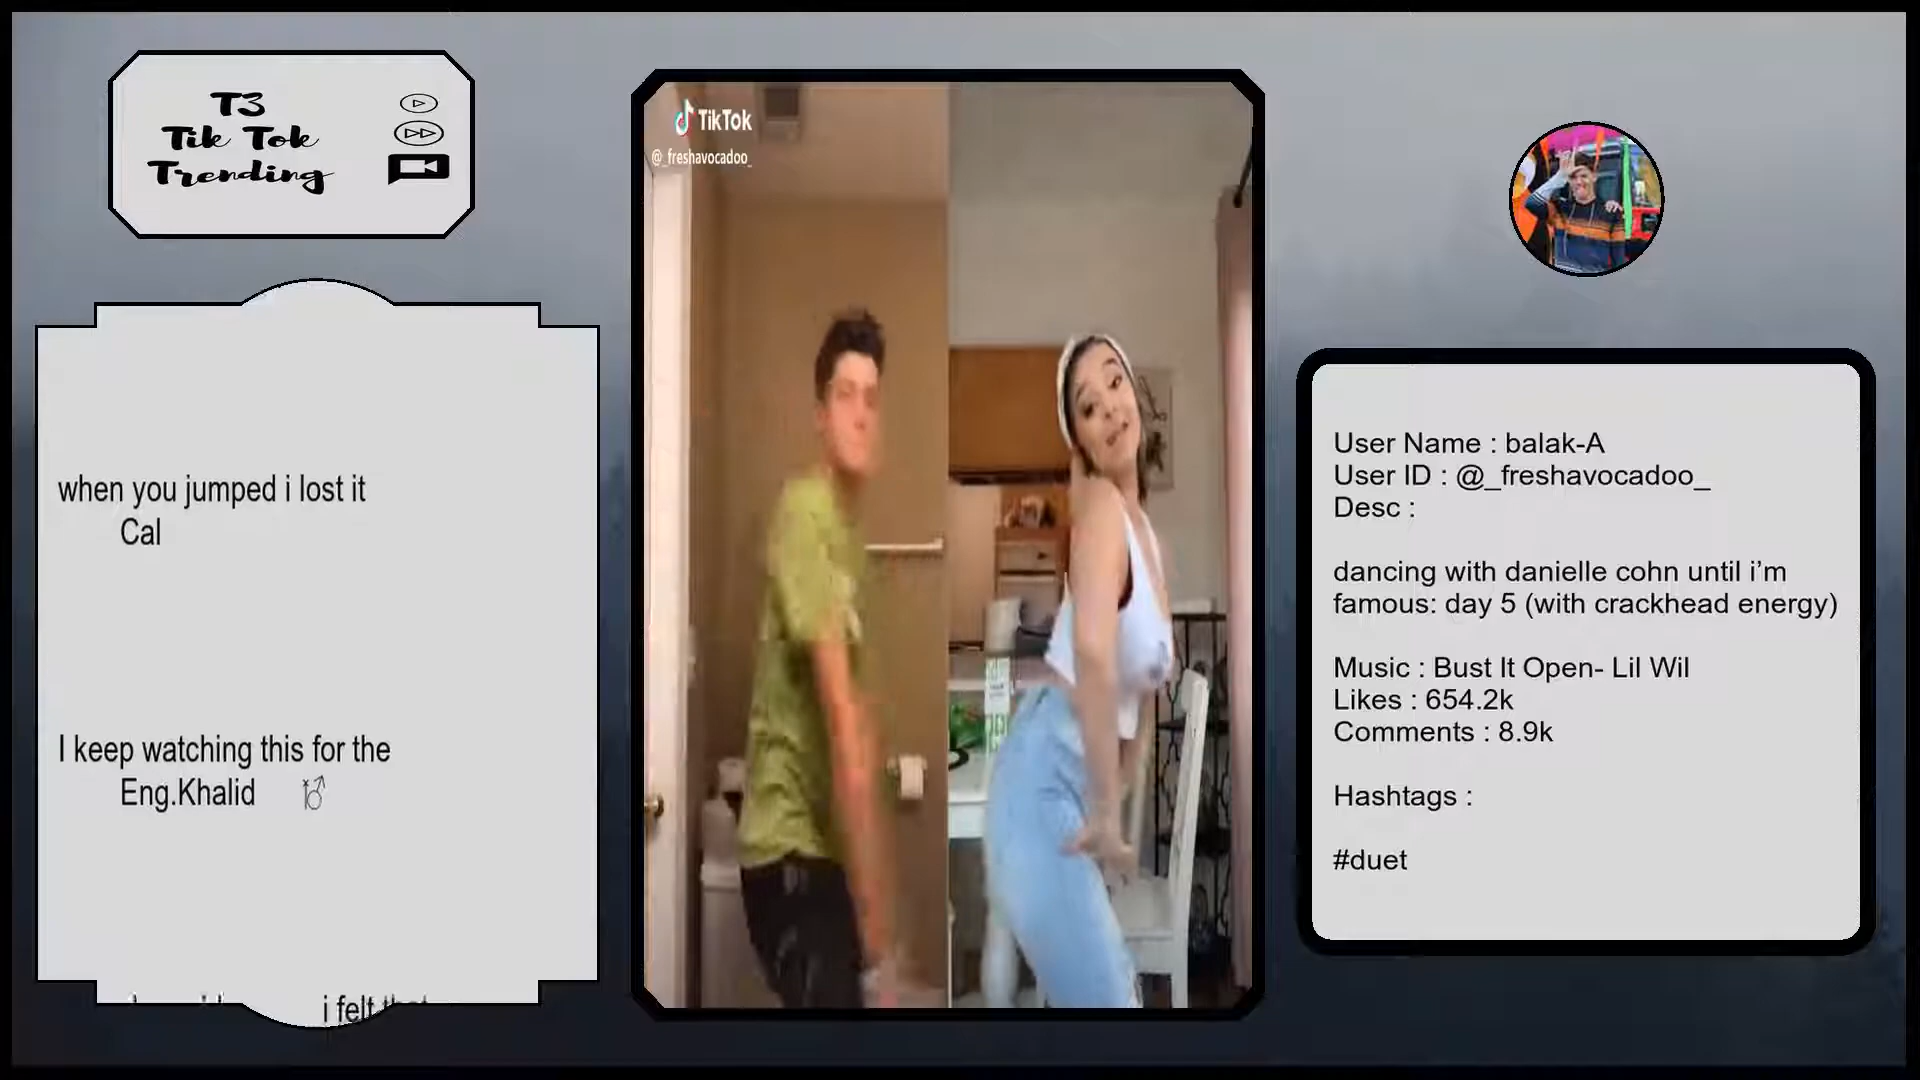 T3
Tik Tok
Trending
when you jumped i lost it
Cal
I keep watching this for the
Eng.Khalid
i felt that
TikTok
@_freshavocadoo_
User Name : balak-A
User ID : @_freshavocadoo_
Desc :
dancing with danielle cohn until i’m
famous: day 5 (with crackhead energy)
Music : Bust It Open- Lil Wil
Likes : 654.2k
Comments : 8.9k
Hashtags :
#duet